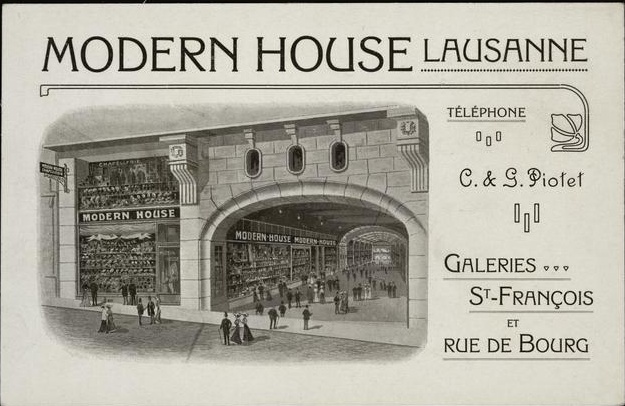 MODERN HOUSE LAUSANNE
TÉLÉPHONE
C. & G. Piotet
GALERIES
ST-FRANÇOIS
ET
RUE DE BOURG
CHAPELLERIE
MODERN HOUSE
MODERN-HOUSE MODERN-HOUSE